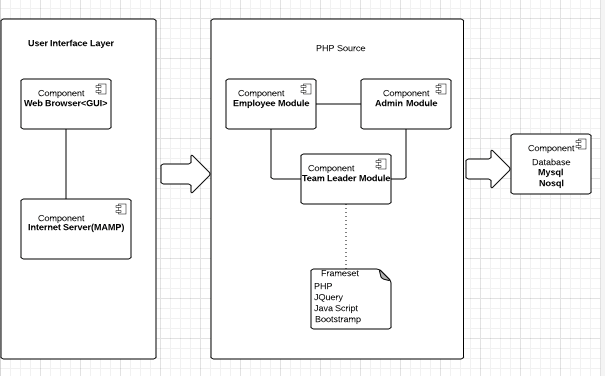 User Interface Layer
Component
Web Browser<GUI>
Component
Internet Server(MAMP)
PHP Source
Component
Employee Module
Component
Admin Module
Component
Team Leader Module
Frameset
PHP
JQuery
Java Script
Bootstramp
Component
Database
Mysql
Nosql